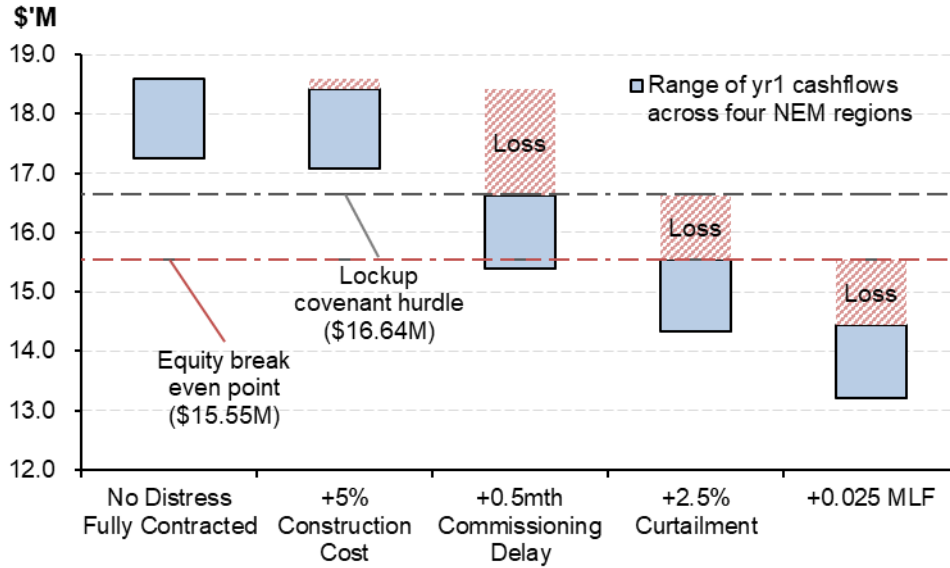 $'M
19.0
18.0
17.0
16.0
15.0
14.0
13.0
12.0
Range of yr1 cashflows
across four NEM regions
Loss
Loss
Loss
Lockup
covenant hurdle
($16.64M)
Equity break
even point
($15.55M)
No Distress
Fully Contracted
+5%
Construction
Cost
+0.5mth
Commissioning
Delay
+2.5%
Curtailment
+0.025 MLF